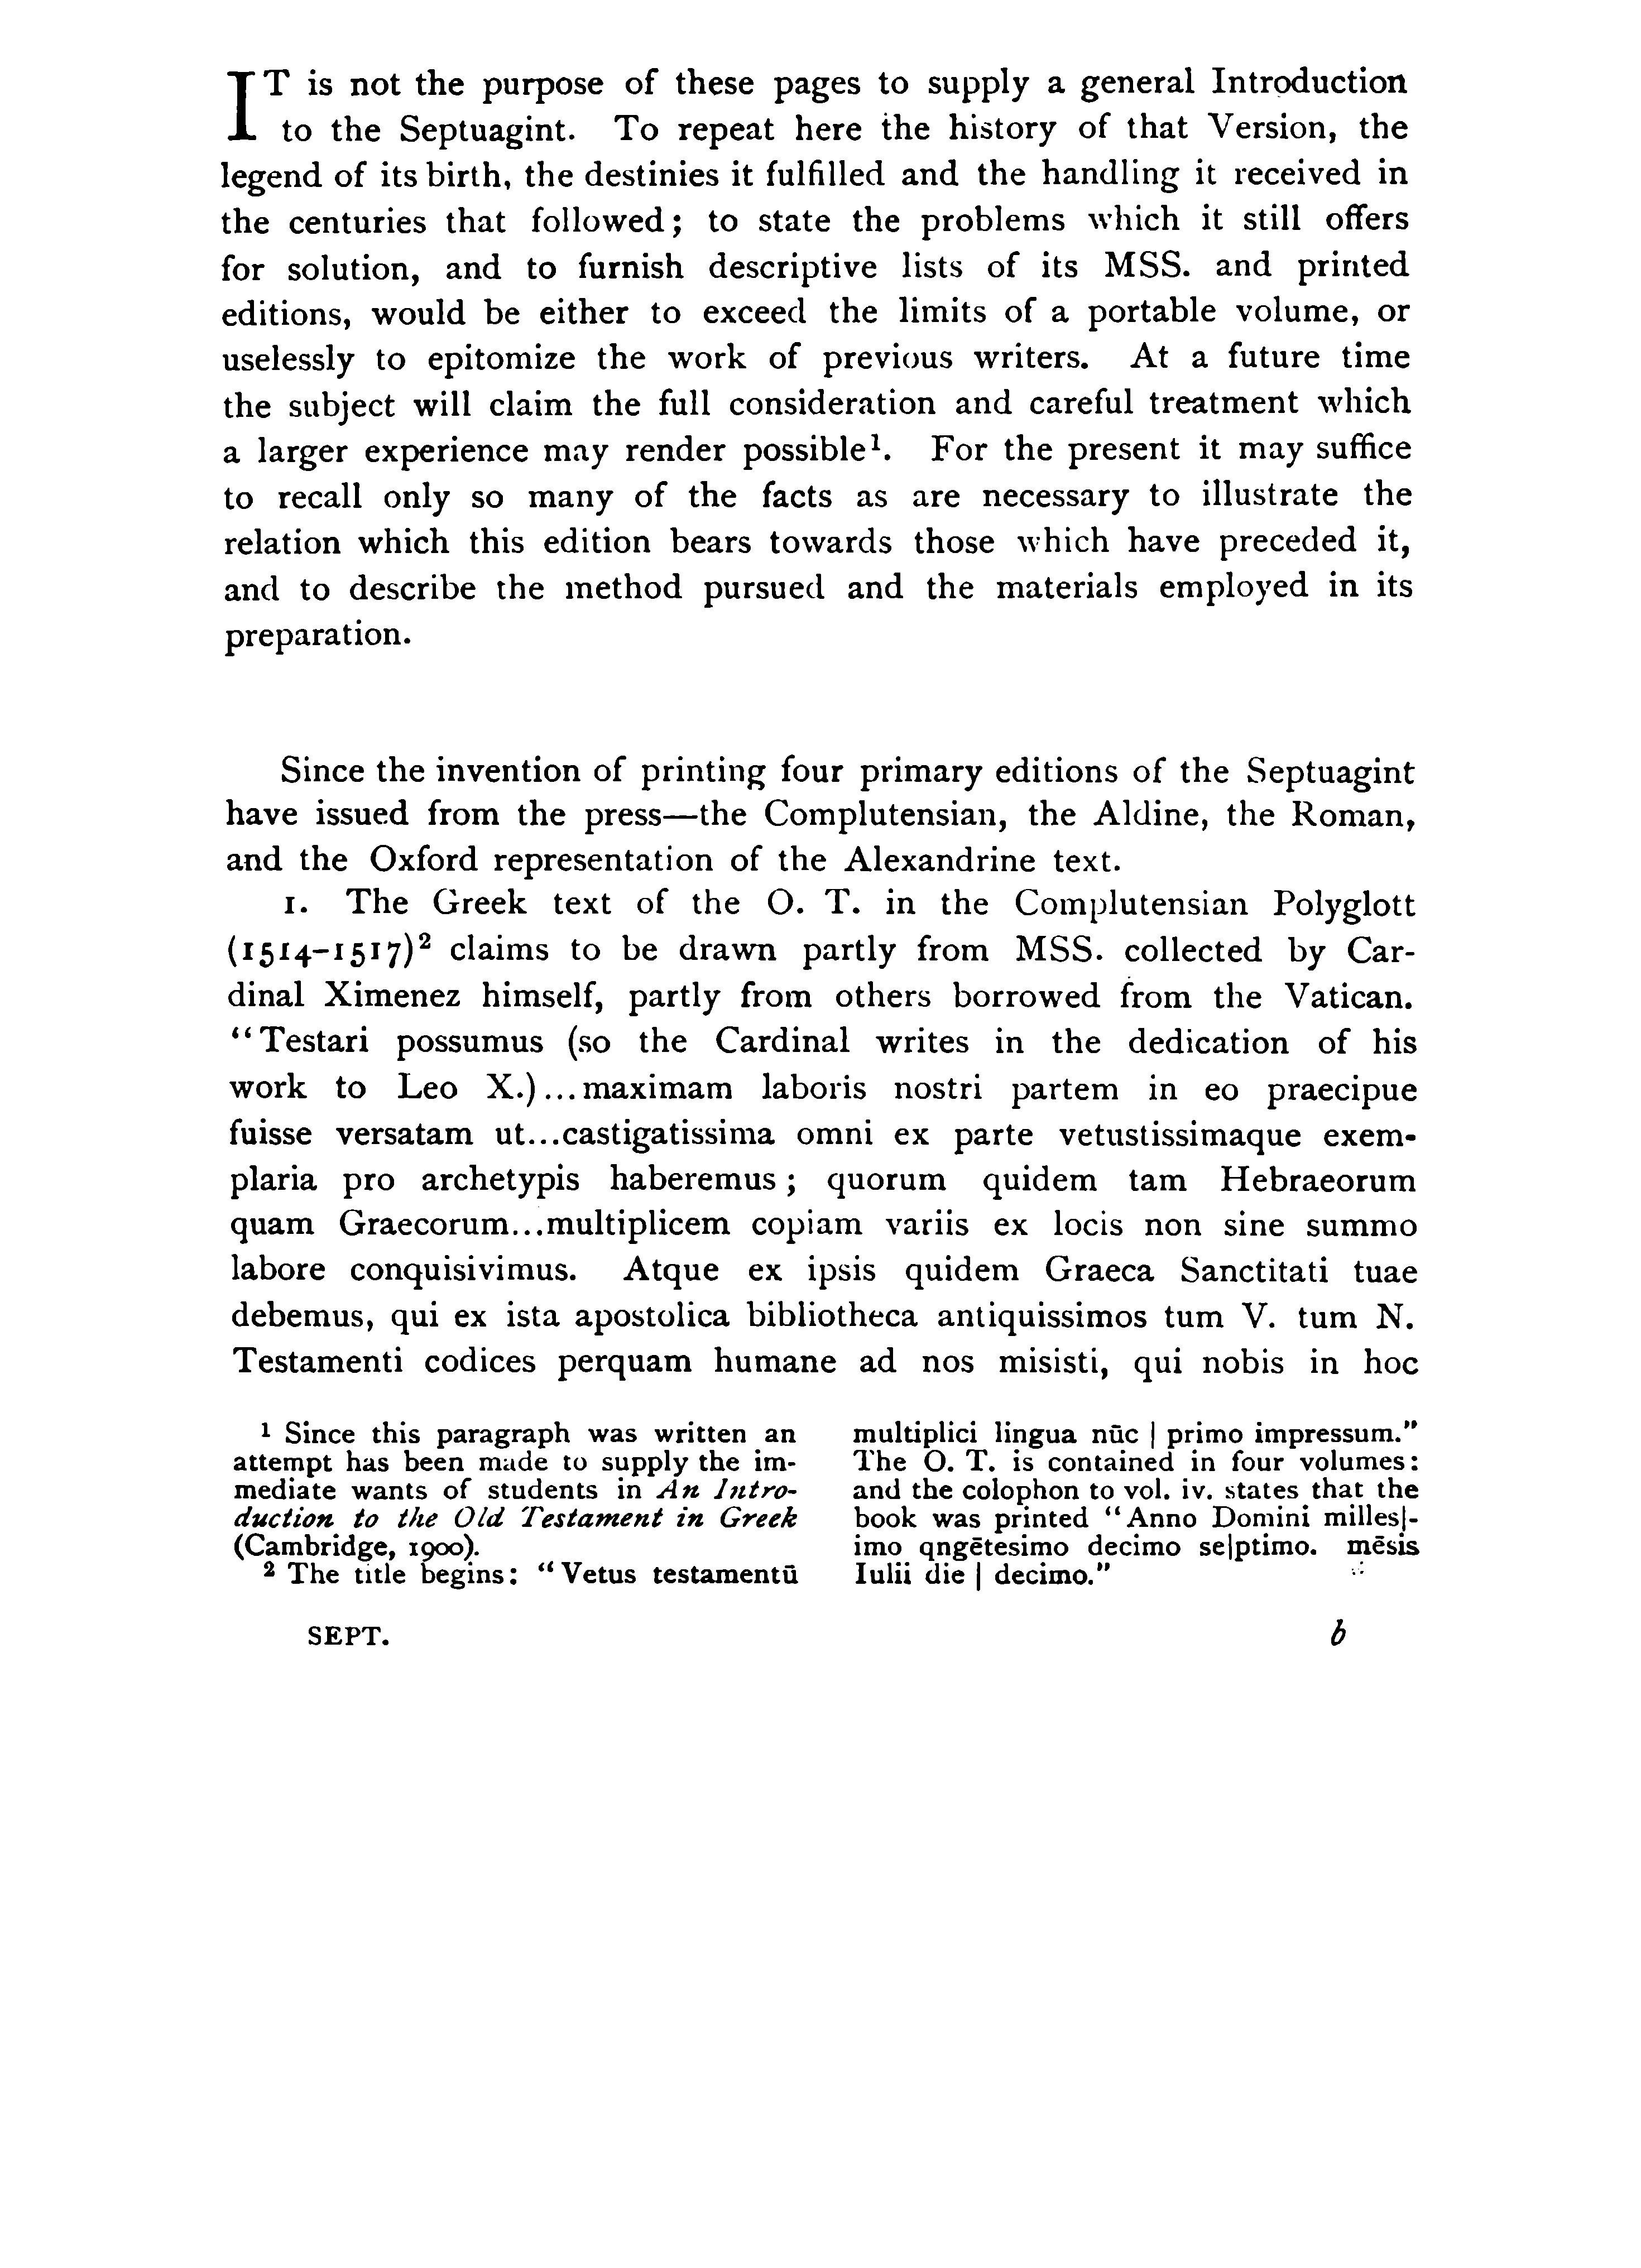 IT is not the purpose of these pages to supply a general Introduction
to the Septuagint. To repeat here the history of that Version, the
legend of its birth, the destinies it fulfilled and the handling it received in
the centuries that followed; to state the problems which it still offers
for solution, and to furnish descriptive lists of its MSS. and printed
editions, would be either to exceed the limits of a portable volume, or
uselessly to epitomize the work of previous writers. At a future time
the subject will claim the full consideration and careful treatment which
a larger experience may render possible¹. For the present it may suffice
to recall only so many of the facts as are necessary to illustrate the
relation which this edition bears towards those which have preceded it,
and to describe the method pursued and the materials employed in its
preparation.
Since the invention of printing four primary editions of the Septuagint
have issued from the press—the Complutensian, the Aldine, the Roman,
and the Oxford representation of the Alexandrine text.
1. The Greek text of the O. T. in the Complutensian Polyglott
(1514–1517)² claims to be drawn partly from MSS. collected by Car-
dinal Ximenez himself, partly from others borrowed from the Vatican.
“Testari possumus (so the Cardinal writes in the dedication of his
work to Leo X.)...maximam laboris nostri partem in eo praecipue
fuisse versatam ut...castigatissima omni ex parte vetustissimaque exem-
plaria pro archetypis haberemus; quorum quidem tam Hebraeorum
quam Graecorum...multiplicem copiam variis ex locis non sine summo
labore conquisivimus. Atque ex ipsis quidem Graeca Sanctitati tuae
debemus, qui ex ista apostolica bibliotheca antiquissimos tum V. tum N.
Testamenti codices perquam humane ad nos misisti, qui nobis in hoc
¹ Since this paragraph was written an
attempt has been made to supply the im-
mediate wants of students in An Intro-
duction to the Old Testament in Greek
(Cambridge, 1900).
² The title begins: “Vetus testamentū
multiplici lingua nūc | primo impressum.”
The O. T. is contained in four volumes:
and the colophon to vol. iv. states that the
book was printed “Anno Domini milles|-
imo qngētesimo decimo se|ptimo. mēsis
Iulii die | decimo.”
SEPT.
b